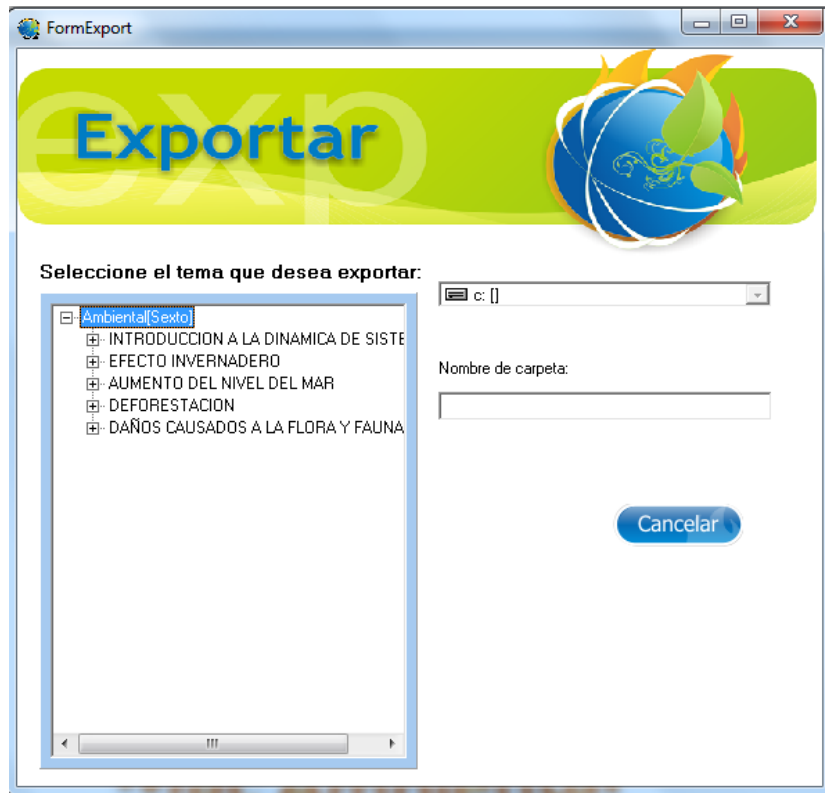 FormExport
exp
Exportar
Seleccione el tema que desea exportar:
c: []
Ambiental[Sexto]
INTRODUCCION A LA DINAMICA DE SISTE
EFECTO INVERNADERO
AUMENTO DEL NIVEL DEL MAR
DEFORESTACION
DAÑOS CAUSADOS A LA FLORA Y FAUNA
Nombre de carpeta:
Cancelar